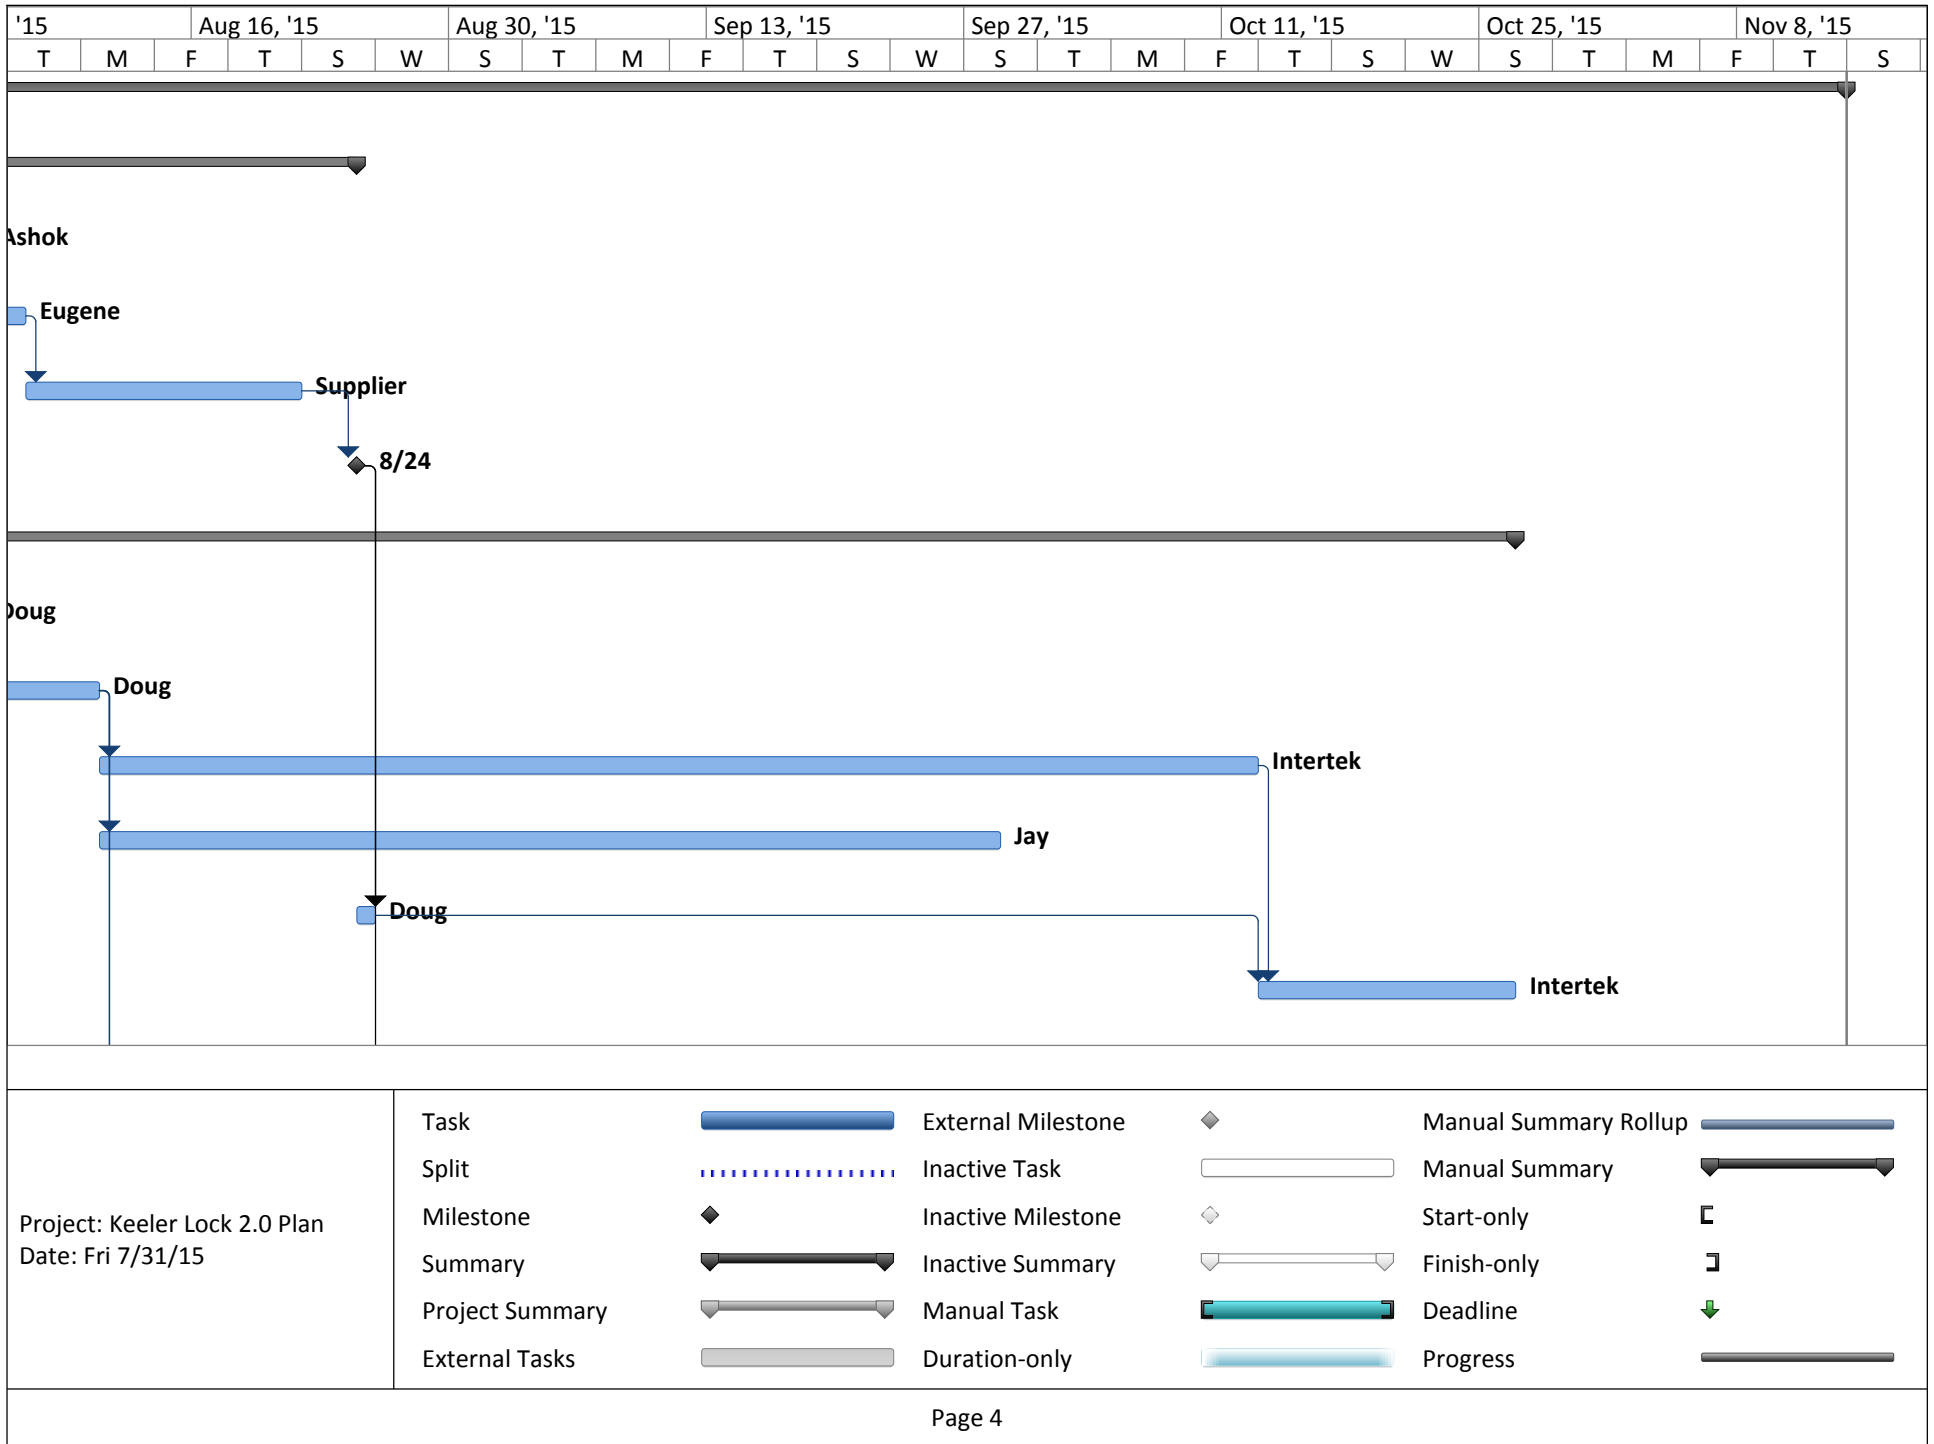 '15 Aug 16, '15 Aug 30, '15 Sep 13, '15 Sep 27, '15 Oct 11, '15 Oct 25, '15 Nov 8, '15
T M F T S W S T M F T S W S T M F T S W S T M F T S
Ashok
Eugene
Supplier
8/24
Doug
Doug
Intertek
Jay
Doug
Intertek
Project: Keeler Lock 2.0 Plan
Date: Fri 7/31/15
Task
Split
Milestone
Summary
Project Summary
External Tasks
External Milestone
Inactive Task
Inactive Milestone
Inactive Summary
Manual Task
Duration-only
Manual Summary Rollup
Manual Summary
Start-only
Finish-only
Deadline
Progress
Page 4